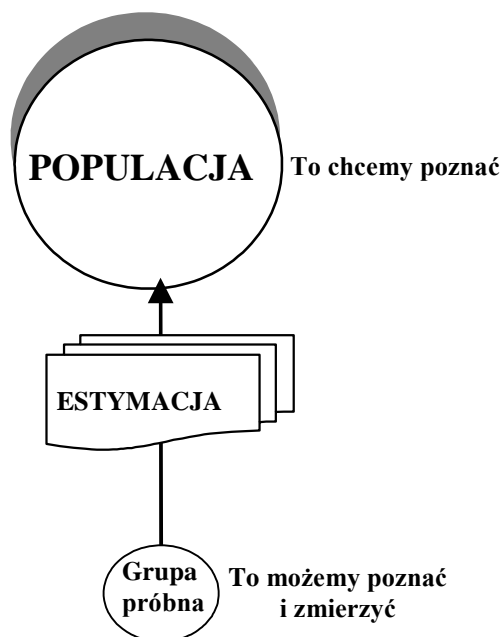 POPULACJA
To chcemy poznać
ESTYMACJA
Grupa
próbna
To możemy poznać
i zmierzyć